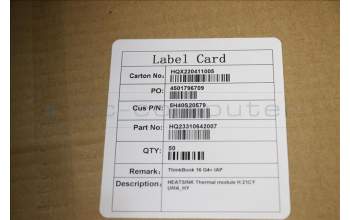 Label Card
Carton No: HQX220411005
PO: 4501796709
Cus P/N: 5H40S20579
Part No: HQ23310642007
QTY: 50
Remark: ThinkBook 16 G4+ IAP
Description: HEATSINK Thermal module H 21CY
UMA_HY